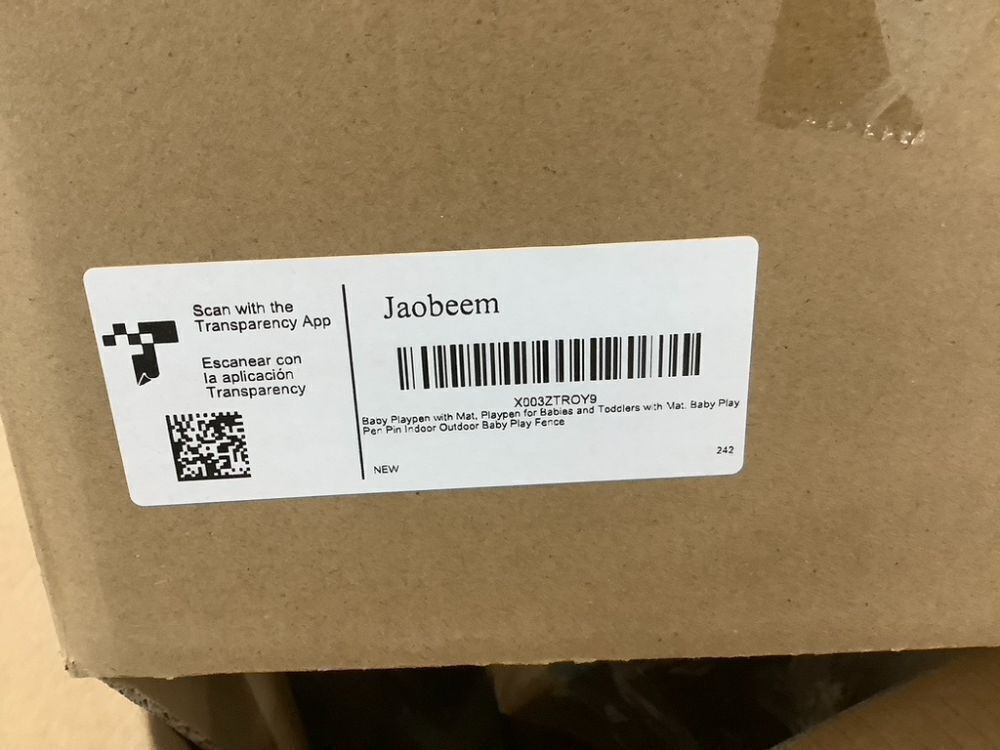 Scan with the
Transparency App
Escanear con
la aplicación
Transparency
Jaobeem
X003ZTROY9
Baby Playpen with Mat, Playpen for Babies and Toddlers with Mat, Baby Play
Pen Pin Indoor Outdoor Baby Play Fence
NEW
242